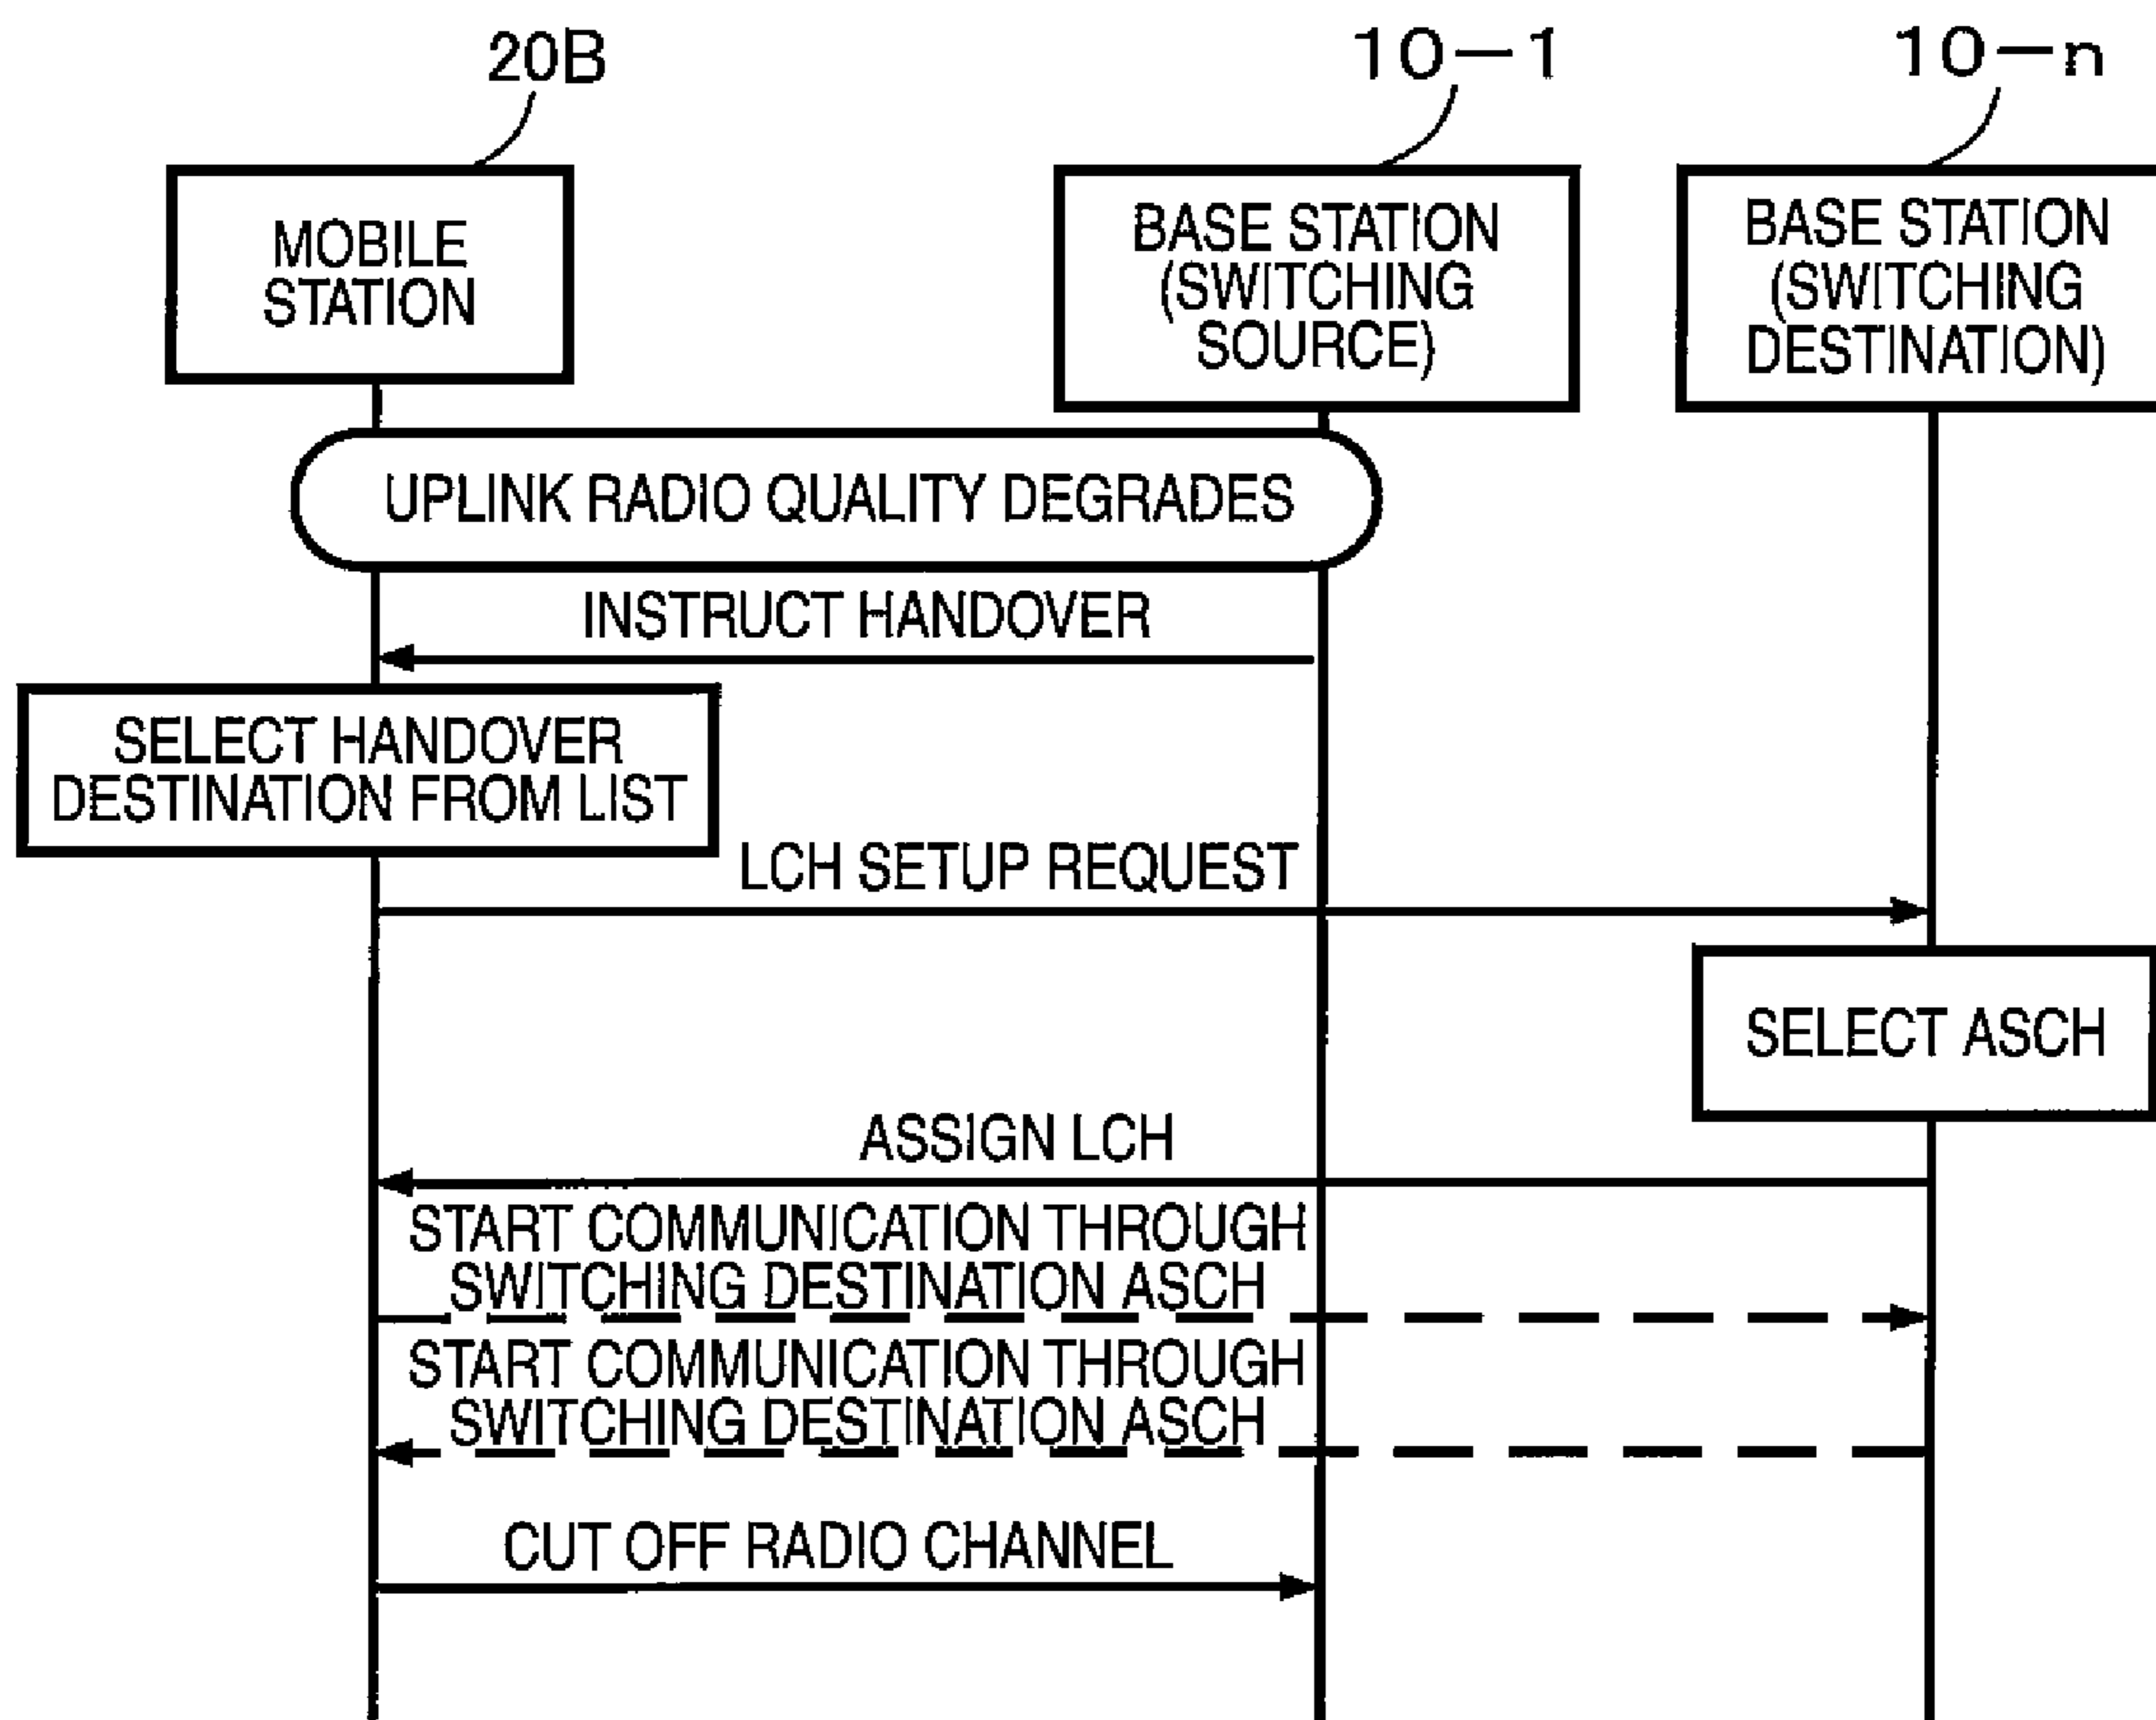 20B
10-1
10-n
MOBILE
STATION
BASE STATION
(SWITCHING
SOURCE)
BASE STATION
(SWITCHING
DESTINATION)
UPLINK RADIO QUALITY DEGRADES
INSTRUCT HANDOVER
SELECT HANDOVER
DESTINATION FROM LIST
LCH SETUP REQUEST
SELECT ASCH
ASSIGN LCH
START COMMUNICATION THROUGH
SWITCHING DESTINATION ASCH
START COMMUNICATION THROUGH
SWITCHING DESTINATION ASCH
CUT OFF RADIO CHANNEL